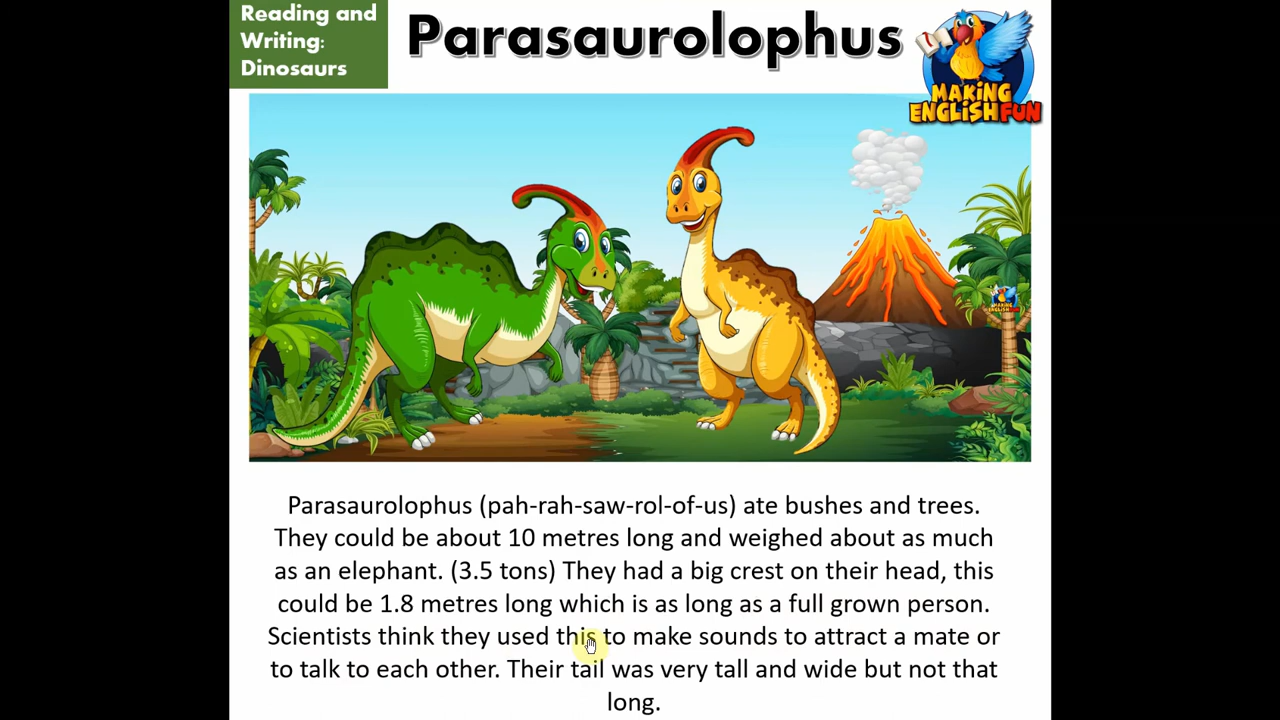 Reading and
Writing:
Dinosaurs
Parasaurolophus
MAKING
ENGLISHFUN
MAKING
ENGLISHFUN
Parasaurolophus (pah-rah-saw-rol-of-us) ate bushes and trees.
They could be about 10 metres long and weighed about as much
as an elephant. (3.5 tons) They had a big crest on their head, this
could be 1.8 metres long which is as long as a full grown person.
Scientists think they used this to make sounds to attract a mate or
to talk to each other. Their tail was very tall and wide but not that
long.